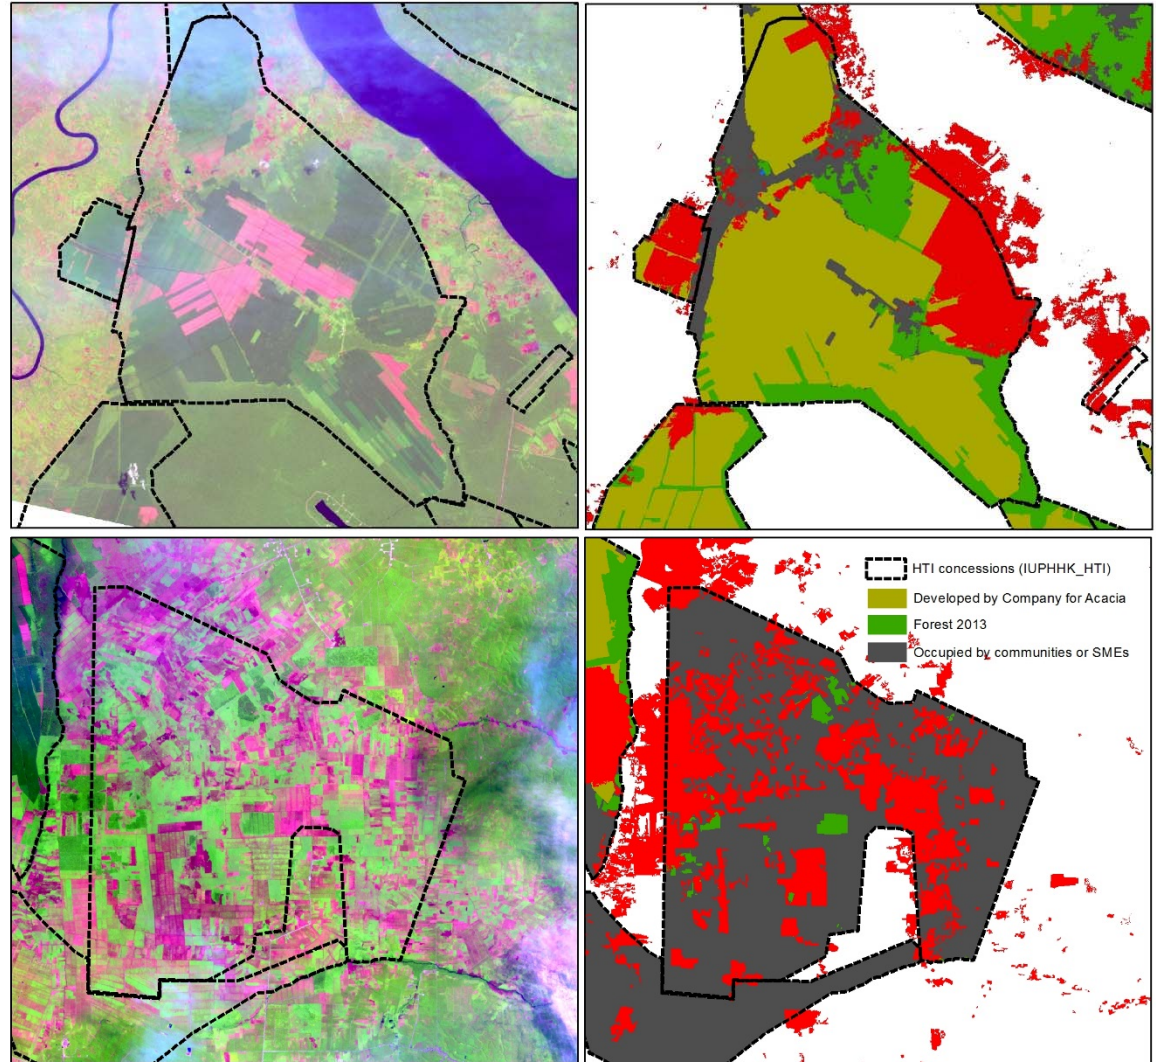 HTI concessions (IUPHHK_HTI)
Developed by Company for Acacia
Forest 2013
Occupied by communities or SMEs